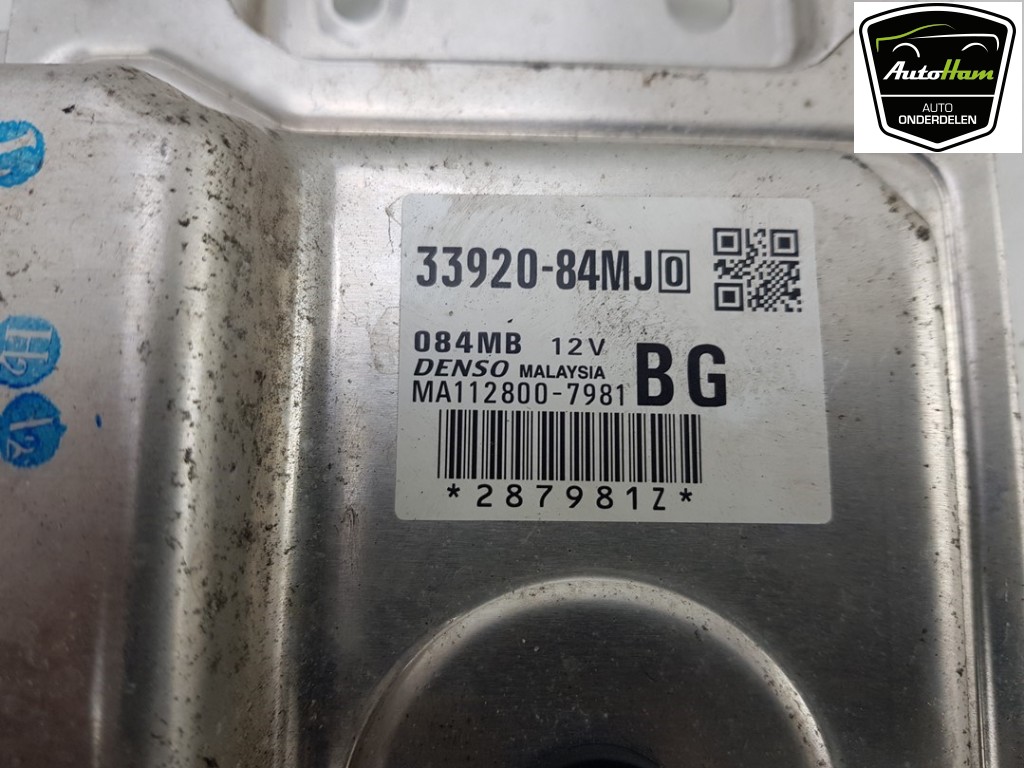 AutoHam
AUTO
ONDERDELEN
33920-84MJ0
084MB 12V
DENSO MALAYSIA
BG
MA112800-7981
*287981Z*